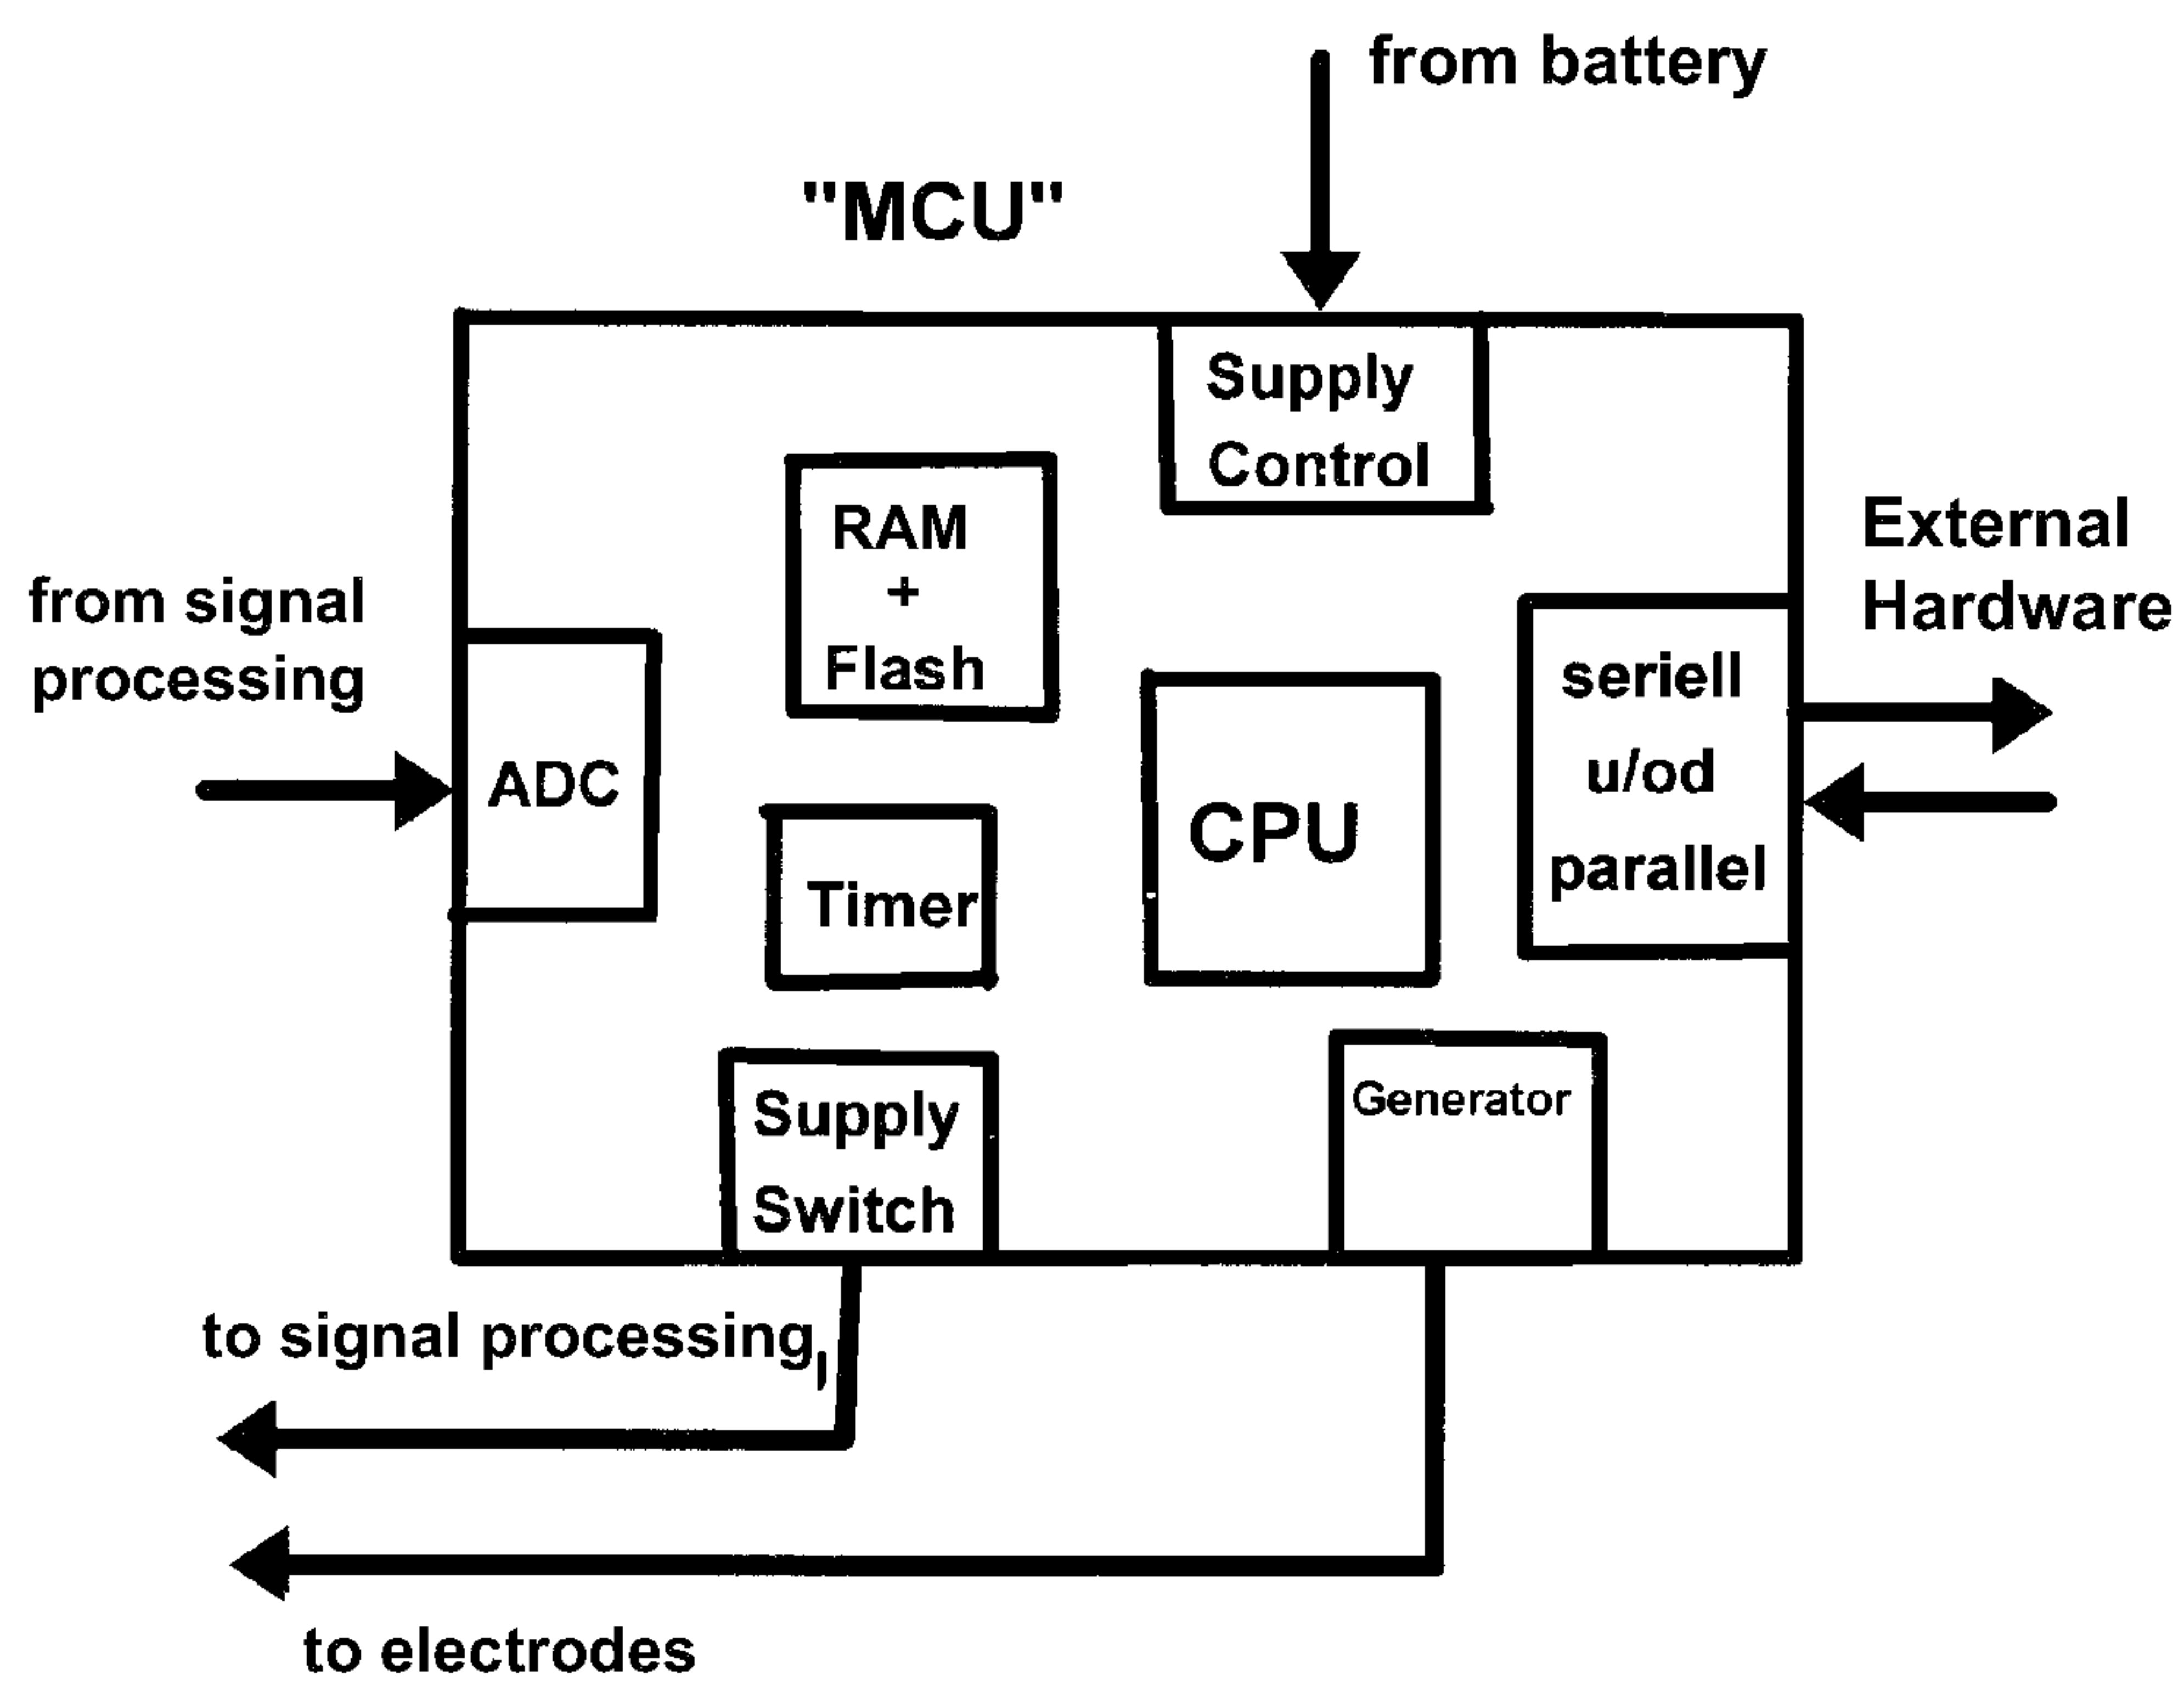 from battery
"MCU"
Supply
Control
RAM
+
Flash
External
Hardware
from signal
processing
seriell
u/od
parallel
ADC
CPU
Timer
Supply
Switch
Generator
to signal processing,
to electrodes